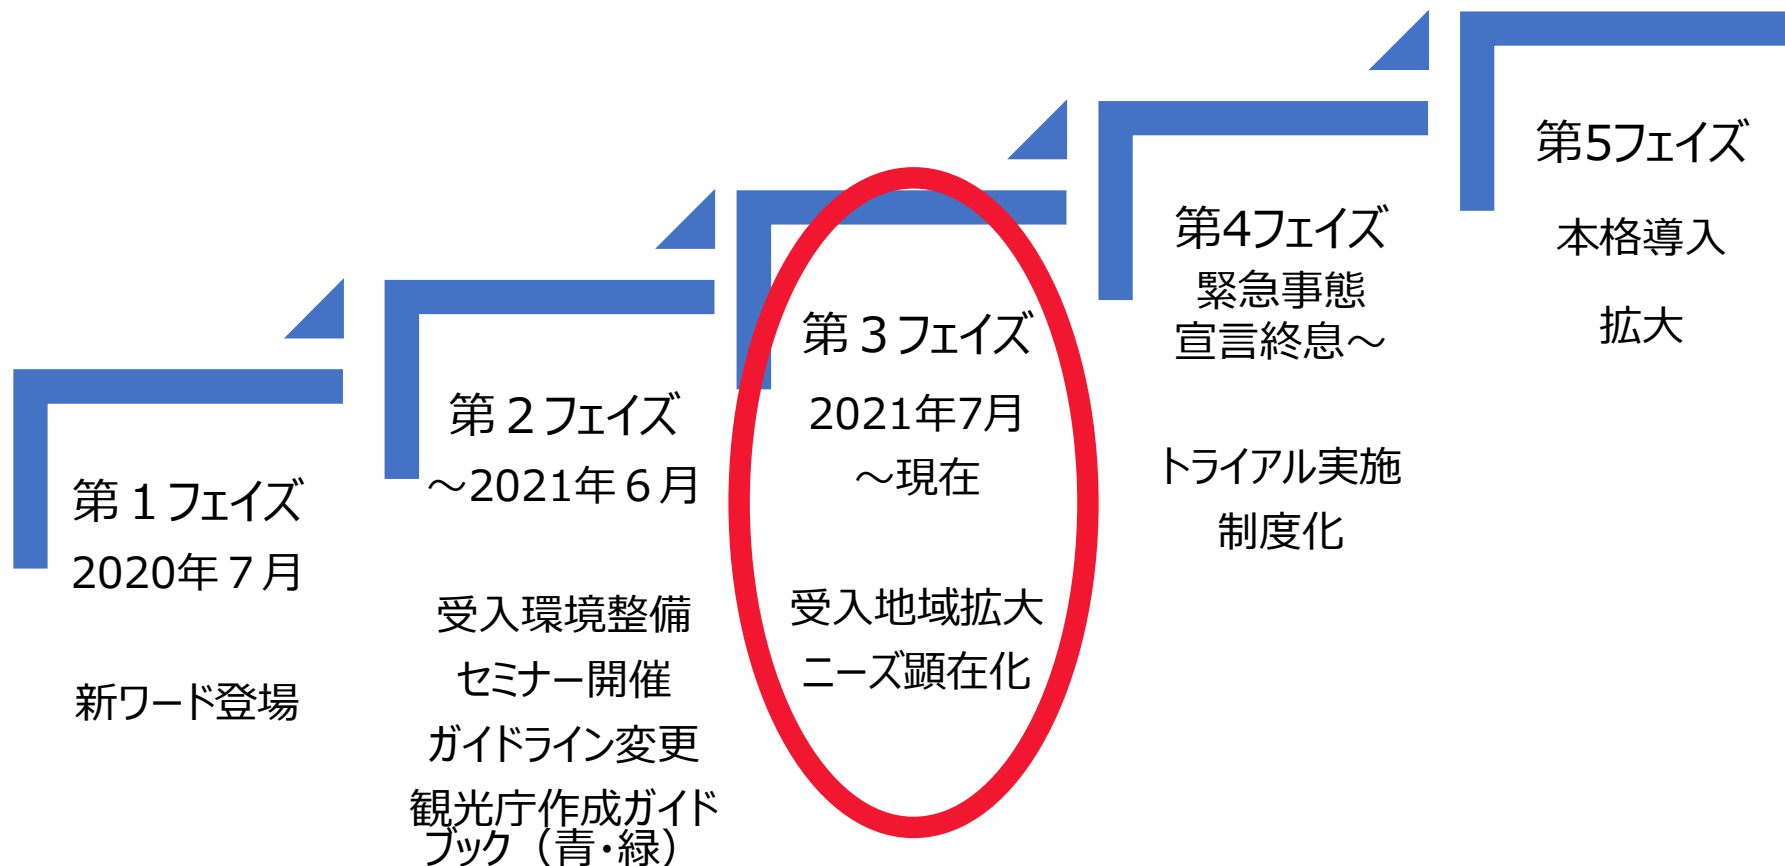 第１フェイズ
2020年７月
新ワード登場
第２フェイズ
～2021年６月
受入環境整備
セミナー開催
ガイドライン変更
観光庁作成ガイド
ブック（青・緑）
第３フェイズ
2021年7月
～現在
受入地域拡大
ニーズ顕在化
第4フェイズ
緊急事態
宣言終息～
トライアル実施
制度化
第5フェイズ
本格導入
拡大